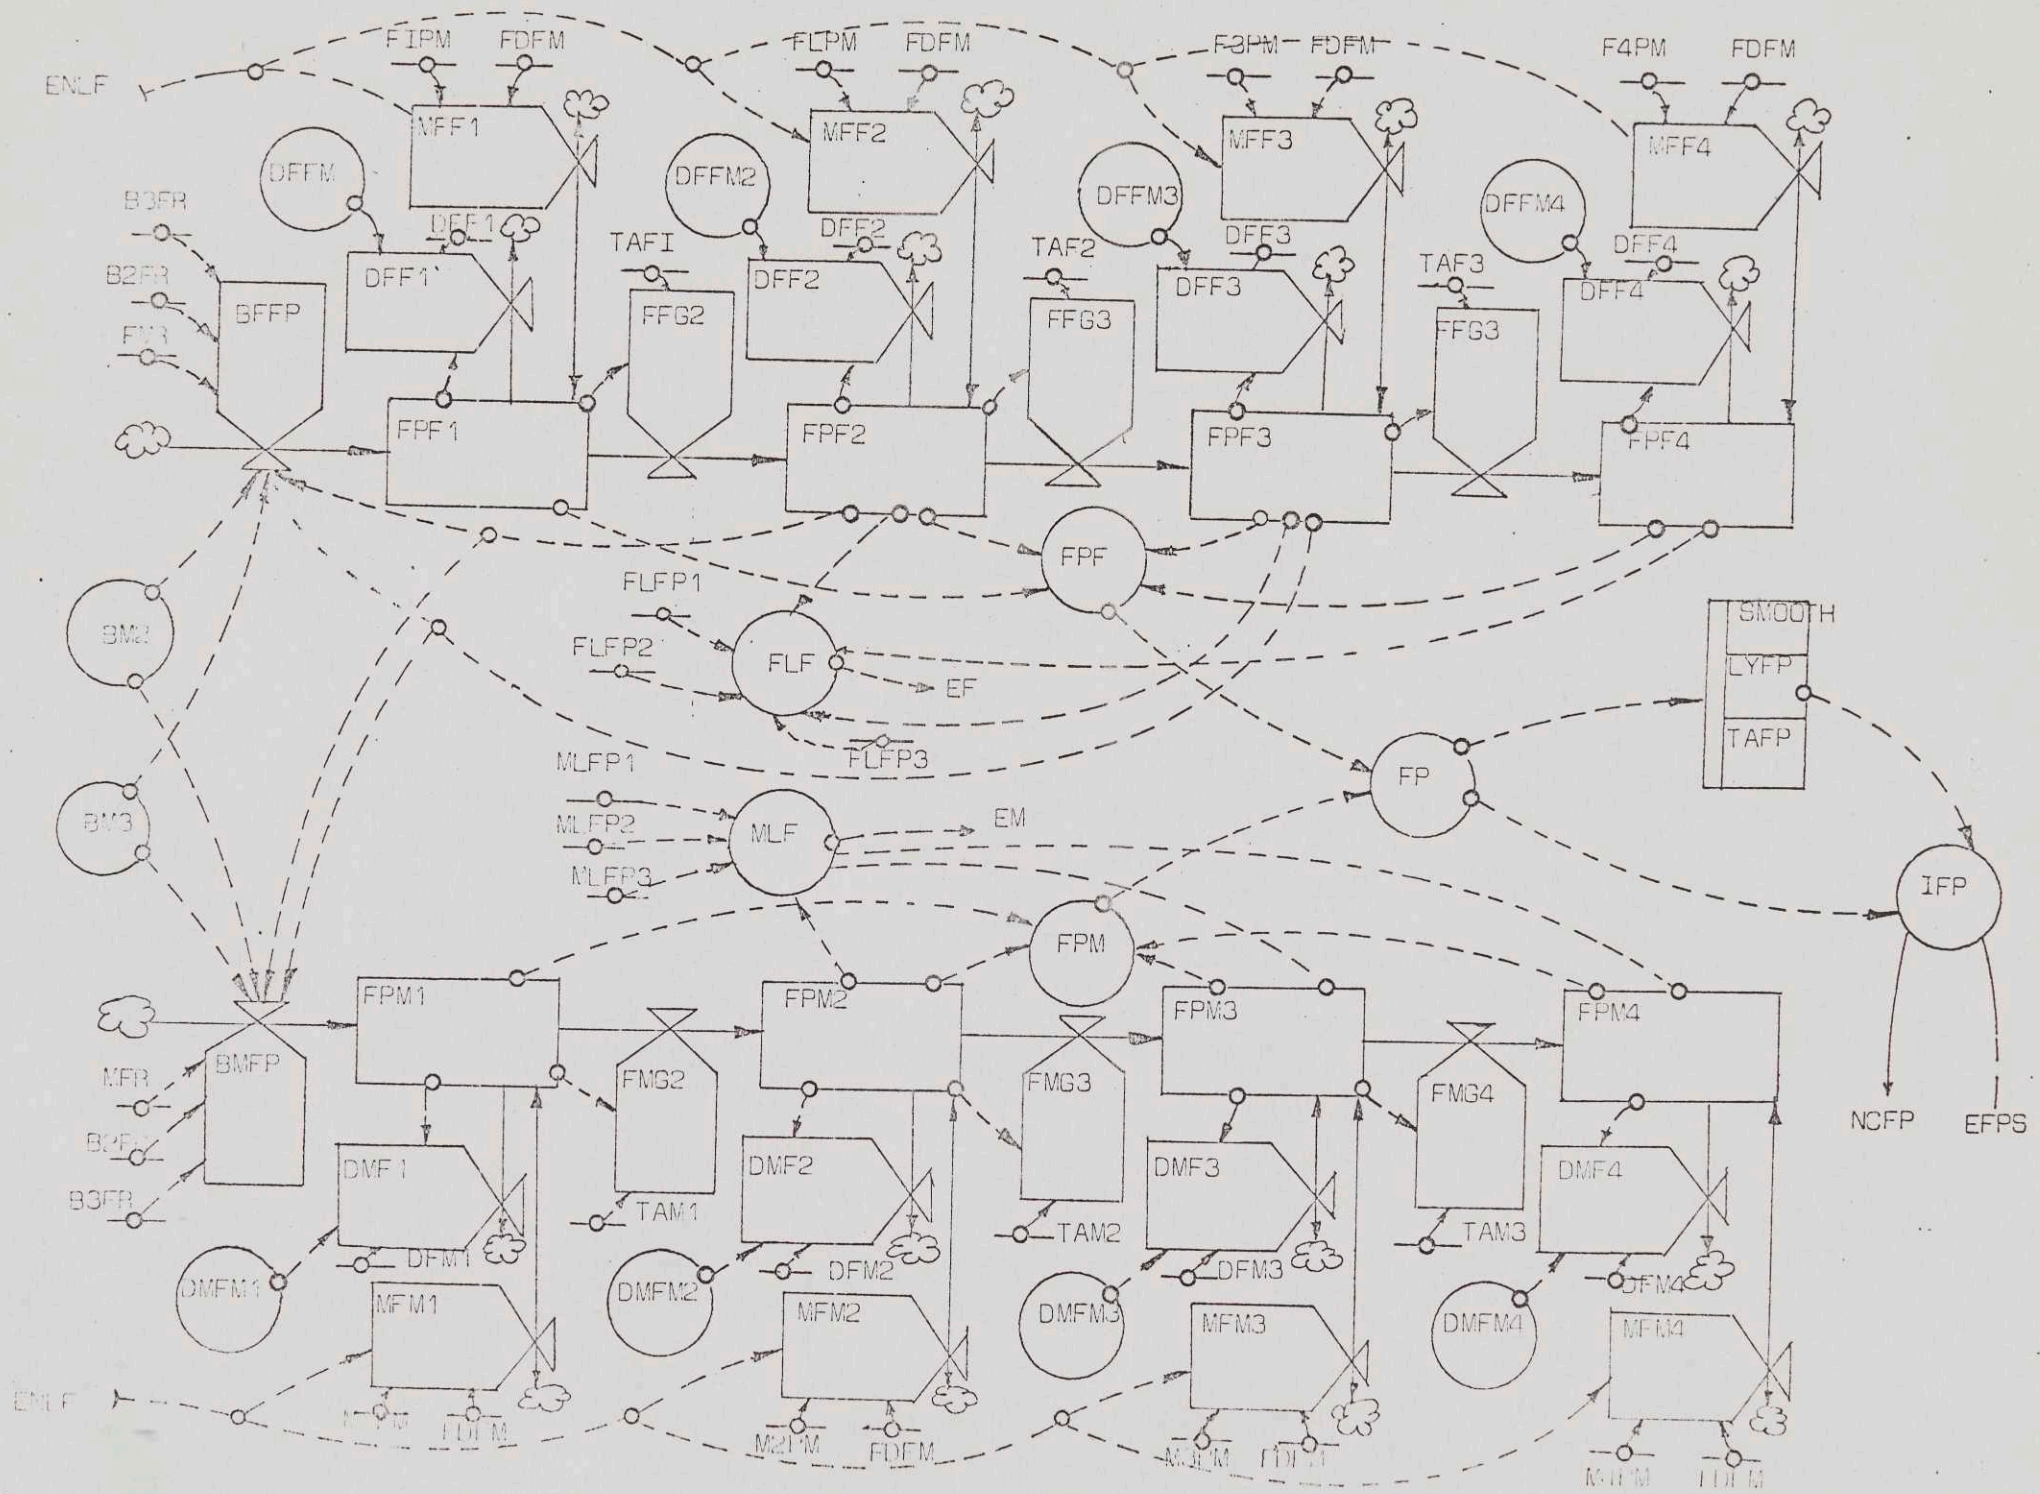 FIPM FDFM FLPM FDFM F3PM FDFM F4PM FDFM
ENLF
MFF1 MFF2 MFF3 MFF4
DFFM DFFM2 DFFM3 DFFM4
B3FR DFF1 TAFI DFF2 TAF2 DFF3 TAF3 DFF4
B2FR DFF1 DFF2 DFF3 DFF4
BFFP FFG2 FFG3 FFG3
FPF1 FPF2 FPF3 FPF4
FPF
FLFP1
BM2 FLFP2 FLF EF
SMOOTH
LYFP
TAFP
FLFP3
MLFP1
FP
BM3 MLFP2 MLF EM
MLFP3
IFP
FPM
FPM1 FPM2 FPM3 FPM4
MFR BMFP FMG2 FMG3 FMG4
NCFP EFPS
DMF1 DMF2 DMF3 DMF4
B3FR TAM1 TAM2 TAM3
DFM1 DFM2 DFM3 DFM4
DMFM1 DMFM2 DMFM3 DMFM4
MFM1 MFM2 MFM3 MFM4
ENLF
FDFM M2PM FDFM M3PM